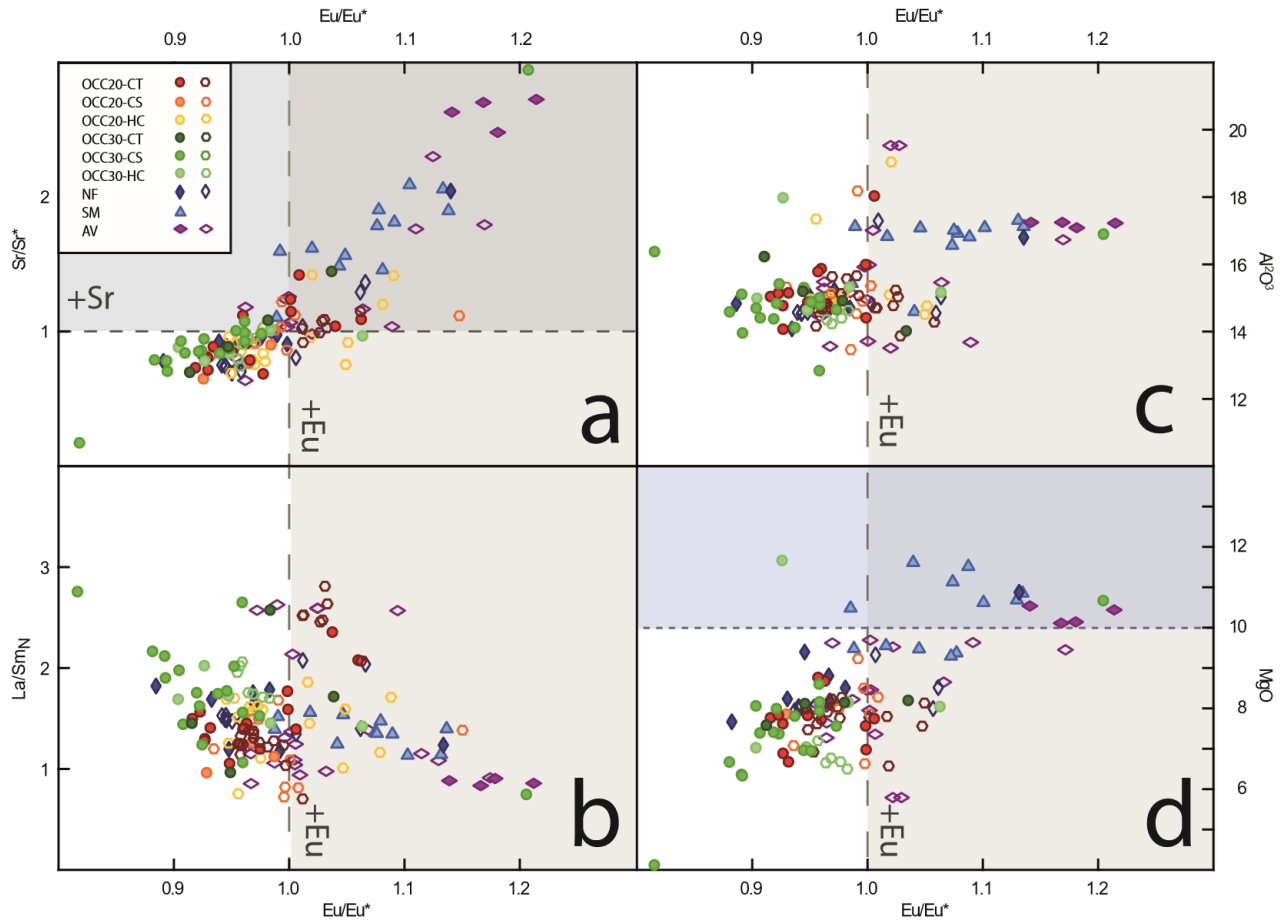 Eu/Eu* Eu/Eu*
0.9 1.0 1.1 1.2 0.9 1.0 1.1 1.2
OCC20-CT
OCC20-CS
OCC20-HC
OCC30-CT
OCC30-CS
OCC30-HC
NF
SM
AV
Sr/Sr*
2
1
+Sr
+Eu
a
20
18
16
14
12
Al²O³
+Eu
c
La/SmN
3
2
1
+Eu
b
12
10
8
6
MgO
+Eu
d
0.9 1.0 1.1 1.2 0.9 1.0 1.1 1.2
Eu/Eu* Eu/Eu*